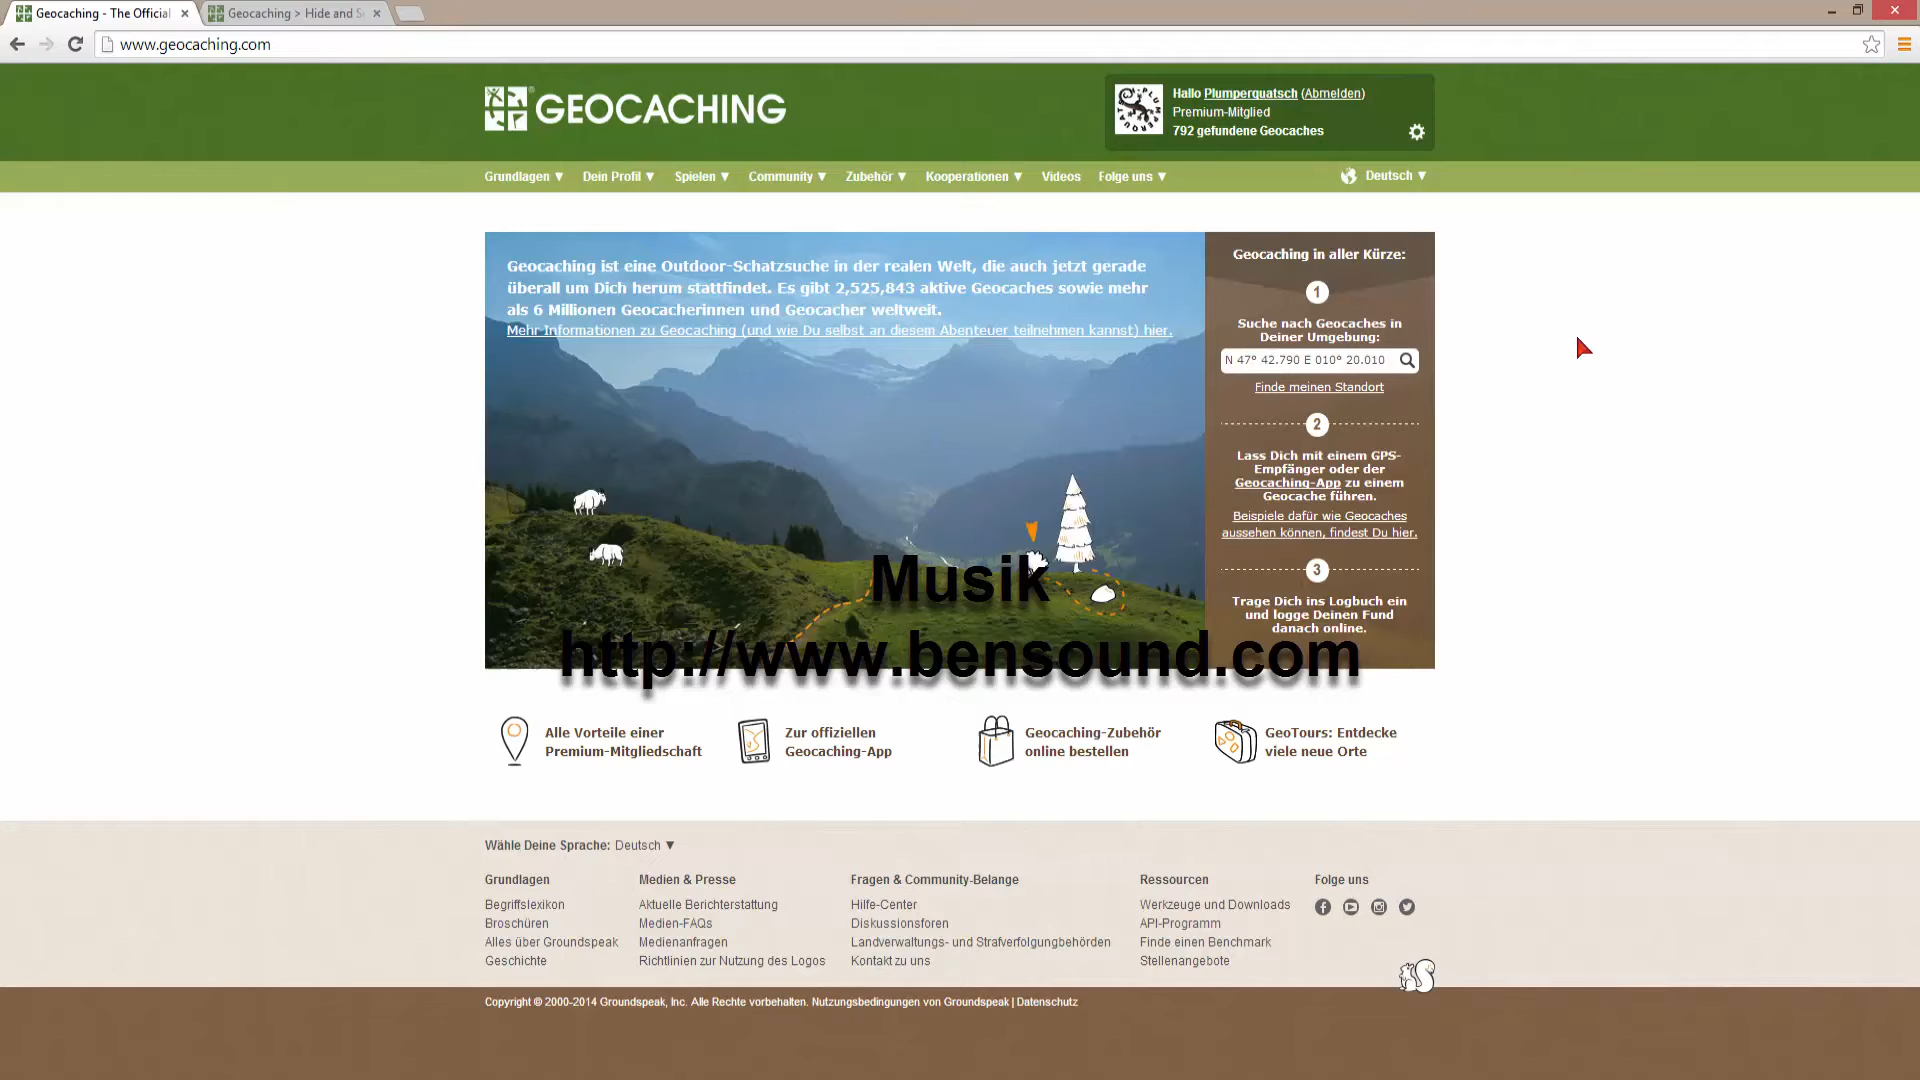 Geocaching - The Official
Geocaching > Hide and S
www.geocaching.com
GEOCACHING
Hallo Plumperquatsch (Abmelden)
Premium-Mitglied
792 gefundene Geocaches
Grundlagen ▼ Dein Profil ▼ Spielen ▼ Community ▼ Zubehör ▼ Kooperationen ▼ Videos Folge uns ▼ Deutsch ▼
Geocaching ist eine Outdoor-Schatzsuche in der realen Welt, die auch jetzt gerade
überall um Dich herum stattfindet. Es gibt 2,525,843 aktive Geocaches sowie mehr
als 6 Millionen Geocacherinnen und Geocacher weltweit.
Mehr Informationen zu Geocaching (und wie Du selbst an diesem Abenteuer teilnehmen kannst) hier.
Geocaching in aller Kürze:
1
Suche nach Geocaches in
Deiner Umgebung:
N 47° 42.790 E 010° 20.010
Finde meinen Standort
2
Lass Dich mit einem GPS-
Empfänger oder der
Geocaching-App zu einem
Geocache führen.
Beispiele dafür wie Geocaches
aussehen können, findest Du hier.
3
Trage Dich ins Logbuch ein
und logge Deinen Fund
danach online.
Musik
http://www.bensound.com
Alle Vorteile einer
Premium-Mitgliedschaft
Zur offiziellen
Geocaching-App
Geocaching-Zubehör
online bestellen
GeoTours: Entdecke
viele neue Orte
Wähle Deine Sprache: Deutsch ▼
Grundlagen
Begriffslexikon
Broschüren
Alles über Groundspeak
Geschichte
Medien & Presse
Aktuelle Berichterstattung
Medien-FAQs
Medienanfragen
Richtlinien zur Nutzung des Logos
Fragen & Community-Belange
Hilfe-Center
Diskussionsforen
Landverwaltungs- und Strafverfolgungbehörden
Kontakt zu uns
Ressourcen
Werkzeuge und Downloads
API-Programm
Finde einen Benchmark
Stellenangebote
Folge uns
Copyright © 2000-2014 Groundspeak, Inc. Alle Rechte vorbehalten. Nutzungsbedingungen von Groundspeak | Datenschutz